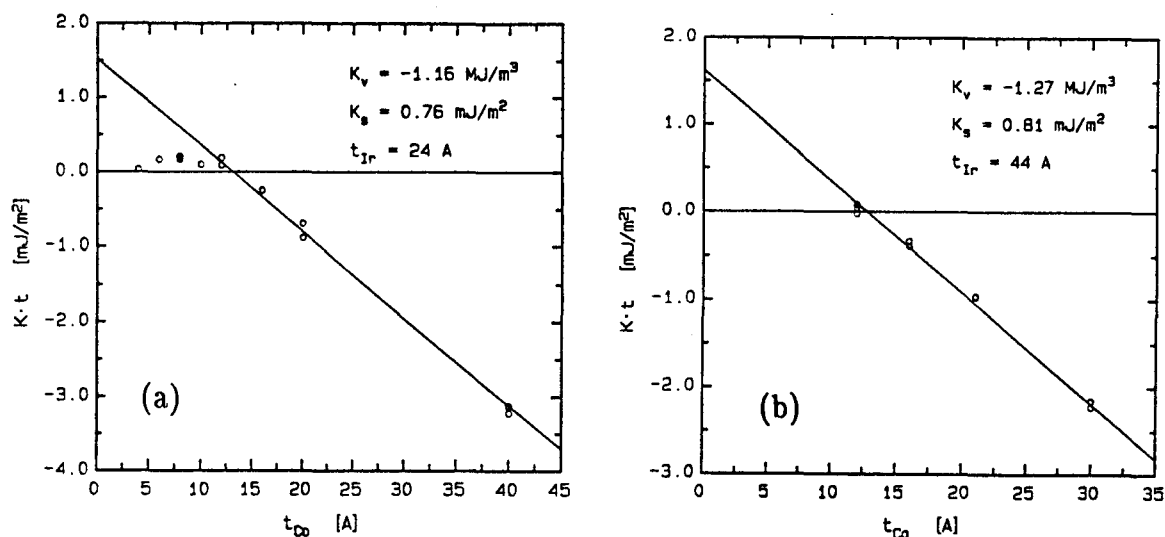 2.0
1.0
0.0
-1.0
-2.0
-3.0
-4.0
K·t [mJ/m²]
K_v = -1.16 MJ/m³
K_s = 0.76 mJ/m²
t_Ir = 24 A
(a)
0 5 10 15 20 25 30 35 40 45
t_Co [A]
2.0
1.0
0.0
-1.0
-2.0
-3.0
K·t [mJ/m²]
K_v = -1.27 MJ/m³
K_s = 0.81 mJ/m²
t_Ir = 44 A
(b)
0 5 10 15 20 25 30 35
t_Co [A]